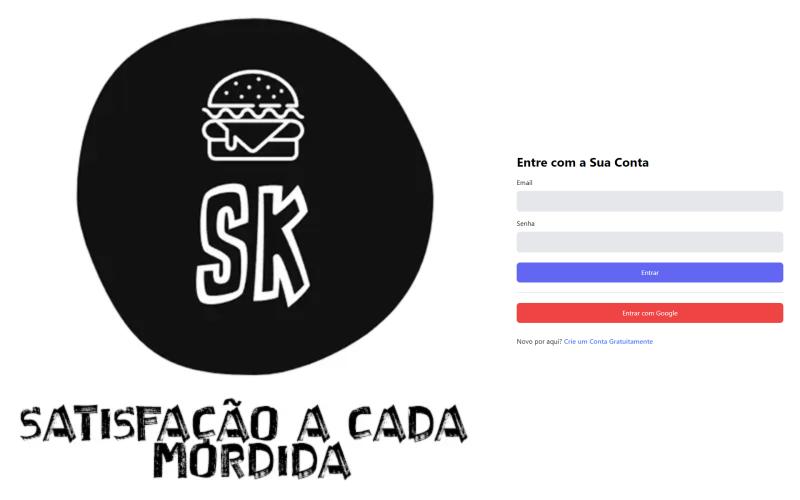 SK
SATISFAÇÃO A CADA
MORDIDA
Entre com a Sua Conta
Email
Senha
Entrar
Entrar com Google
Novo por aqui? Crie um Conta Gratuitamente